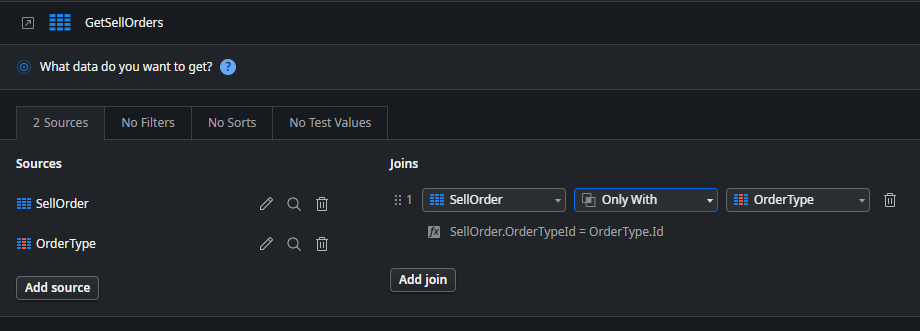 GetSellOrders
What data do you want to get? ?
2 Sources No Filters No Sorts No Test Values
Sources
Joins
SellOrder
1 SellOrder Only With OrderType
fx SellOrder.OrderTypeId = OrderType.Id
OrderType
Add source
Add join